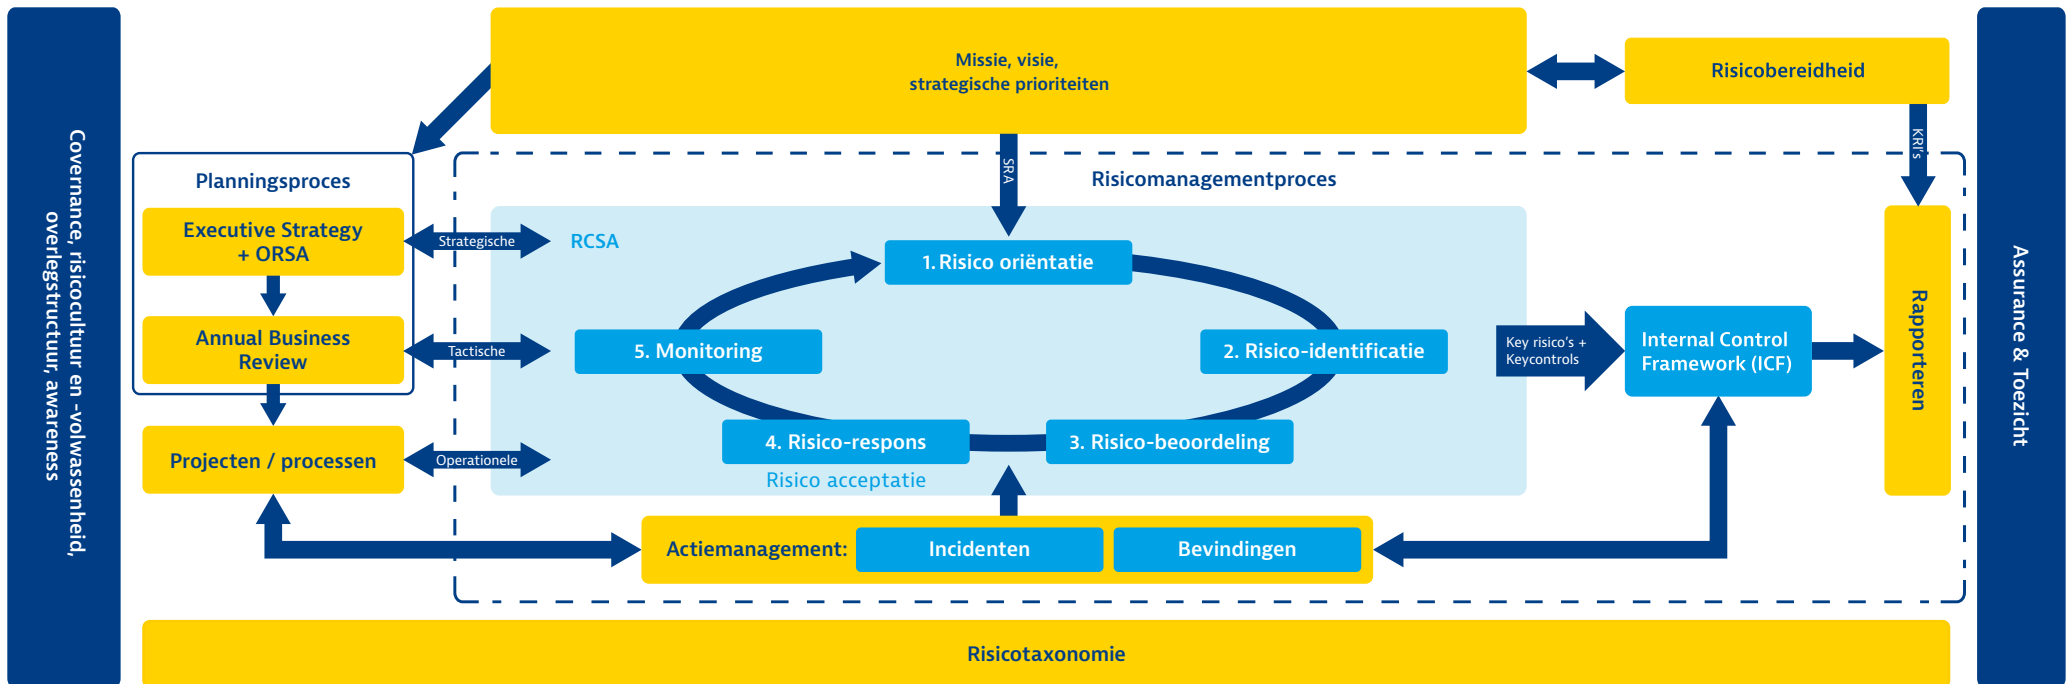 Covernance, risicocultuur en -volwassenheid,
overlegstructuur, awareness
Missie, visie,
strategische prioriteiten
Risicobereidheid
KRI's
SRA
Planningsproces
Executive Strategy
+ ORSA
Annual Business
Review
Projecten / processen
Strategische
Tactische
Operationele
Risicomanagementproces
RCSA
1. Risico oriëntatie
2. Risico-identificatie
3. Risico-beoordeling
4. Risico-respons
5. Monitoring
Risico acceptatie
Key risico's +
Keycontrols
Internal Control
Framework (ICF)
Rapporteren
Actiemanagement:
Incidenten
Bevindingen
Risicotaxonomie
Assurance & Toezicht